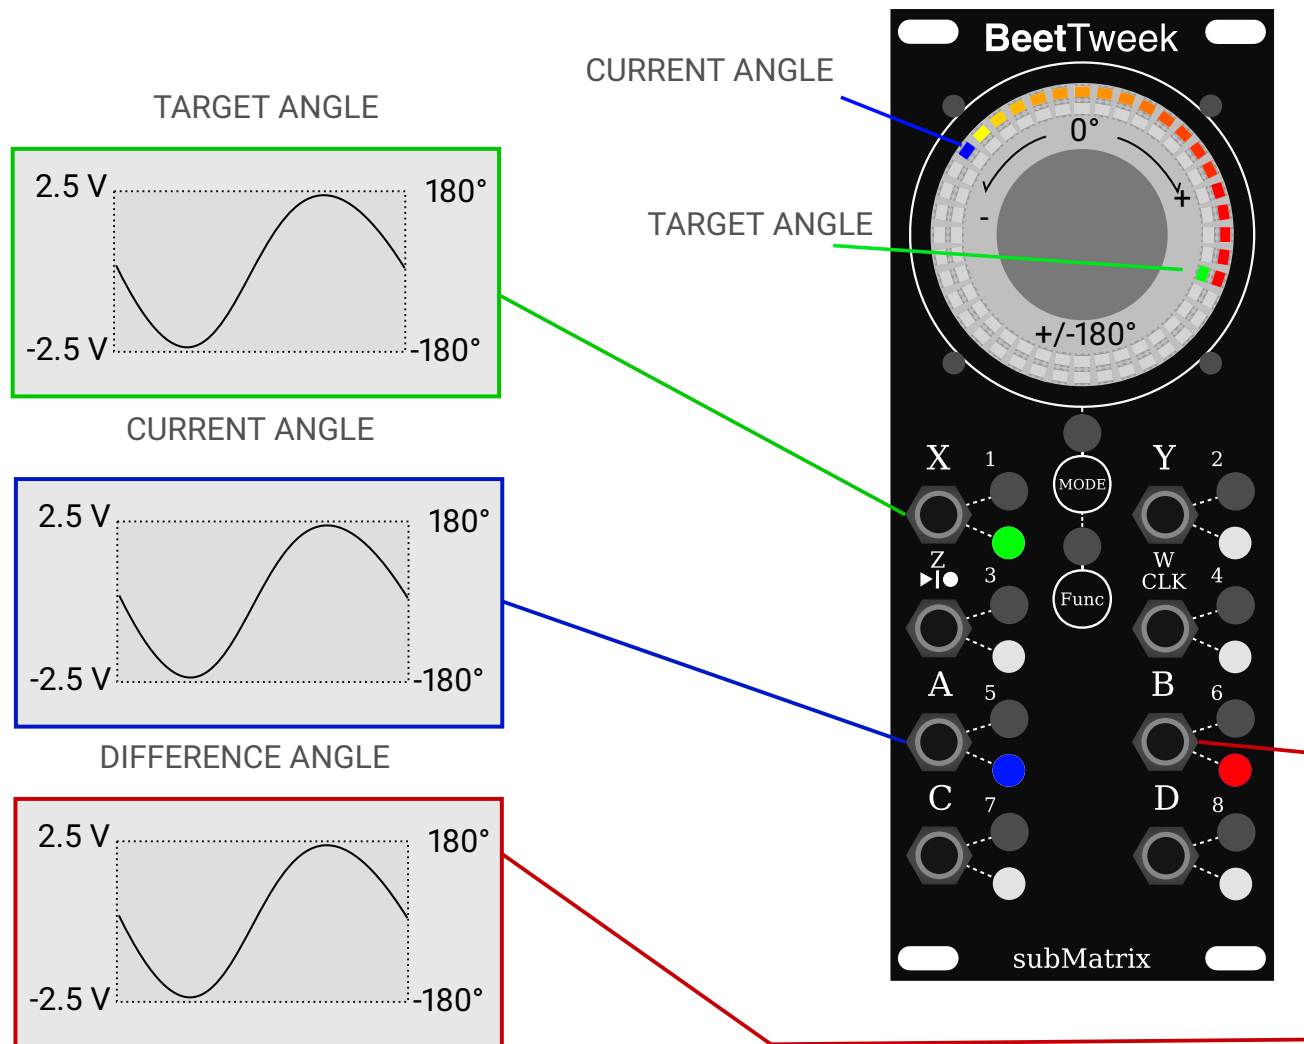 TARGET ANGLE
2.5 V
180°
-2.5 V
-180°
CURRENT ANGLE
2.5 V
180°
-2.5 V
-180°
DIFFERENCE ANGLE
2.5 V
180°
-2.5 V
-180°
CURRENT ANGLE
TARGET ANGLE
BeetTweek
0°
- +
+/-180°
X 1 Y 2
MODE
Z 3 W CLK 4
Func
A 5 B 6
C 7 D 8
subMatrix